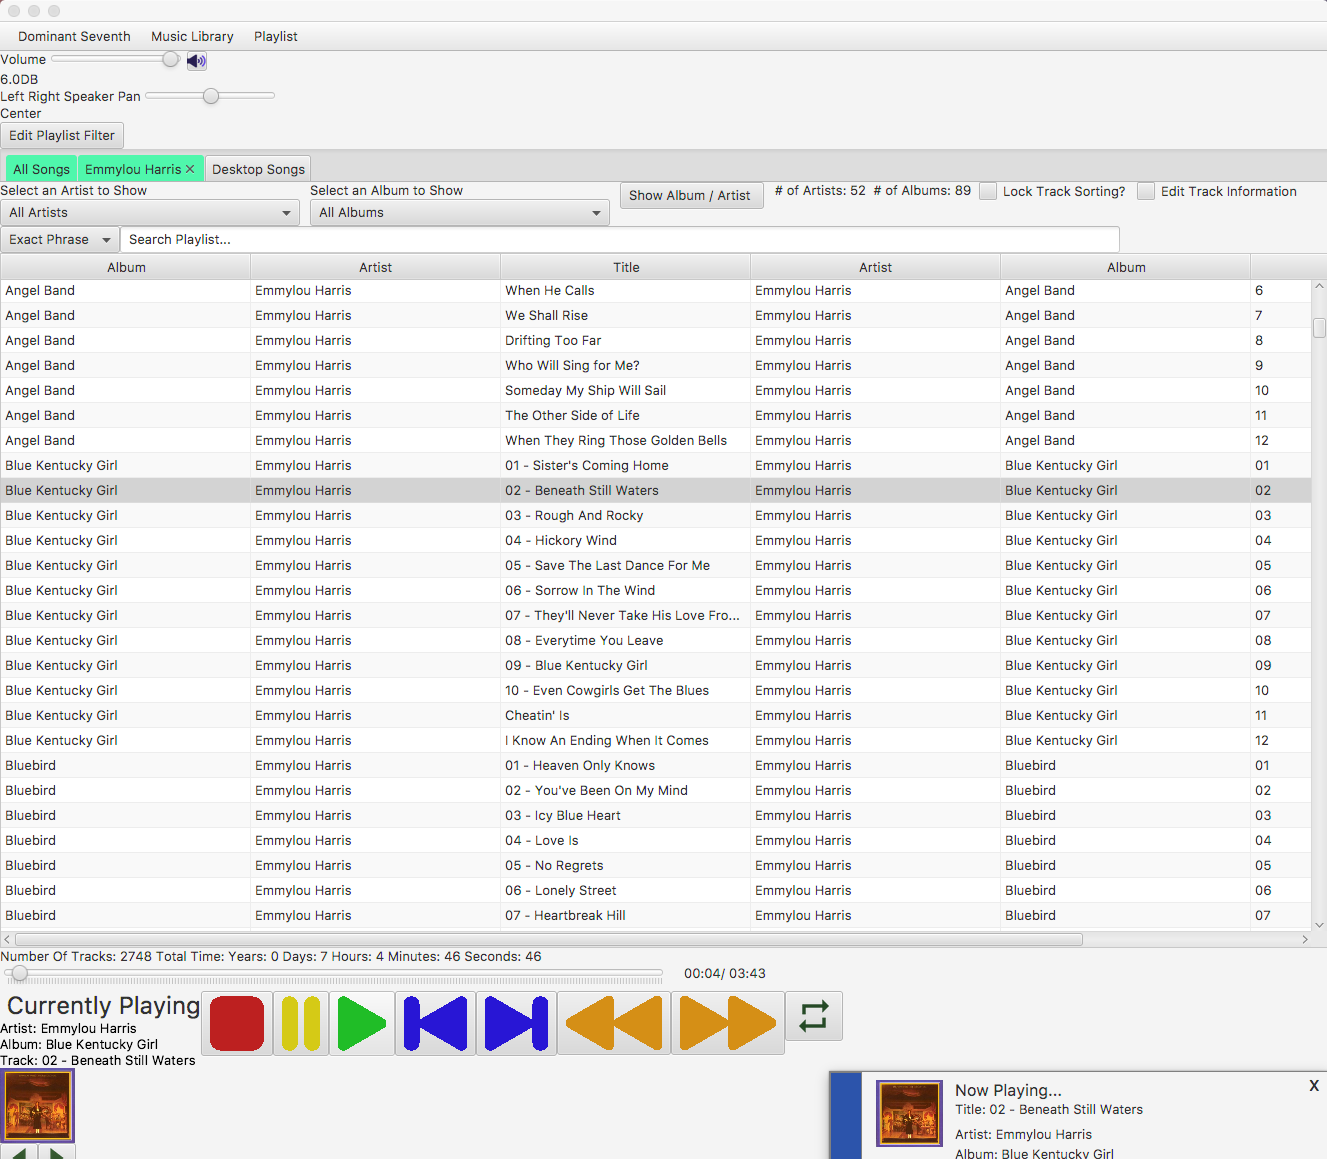 Dominant Seventh Music Library Playlist
Volume
6.0DB
Left Right Speaker Pan
Center
Edit Playlist Filter
All Songs Emmylou Harris × Desktop Songs
Select an Artist to Show Select an Album to Show Show Album / Artist # of Artists: 52 # of Albums: 89 Lock Track Sorting? Edit Track Information
All Artists All Albums
Exact Phrase Search Playlist...
Album Artist Title Artist Album
Angel Band Emmylou Harris When He Calls Emmylou Harris Angel Band 6
Angel Band Emmylou Harris We Shall Rise Emmylou Harris Angel Band 7
Angel Band Emmylou Harris Drifting Too Far Emmylou Harris Angel Band 8
Angel Band Emmylou Harris Who Will Sing for Me? Emmylou Harris Angel Band 9
Angel Band Emmylou Harris Someday My Ship Will Sail Emmylou Harris Angel Band 10
Angel Band Emmylou Harris The Other Side of Life Emmylou Harris Angel Band 11
Angel Band Emmylou Harris When They Ring Those Golden Bells Emmylou Harris Angel Band 12
Blue Kentucky Girl Emmylou Harris 01 - Sister's Coming Home Emmylou Harris Blue Kentucky Girl 01
Blue Kentucky Girl Emmylou Harris 02 - Beneath Still Waters Emmylou Harris Blue Kentucky Girl 02
Blue Kentucky Girl Emmylou Harris 03 - Rough And Rocky Emmylou Harris Blue Kentucky Girl 03
Blue Kentucky Girl Emmylou Harris 04 - Hickory Wind Emmylou Harris Blue Kentucky Girl 04
Blue Kentucky Girl Emmylou Harris 05 - Save The Last Dance For Me Emmylou Harris Blue Kentucky Girl 05
Blue Kentucky Girl Emmylou Harris 06 - Sorrow In The Wind Emmylou Harris Blue Kentucky Girl 06
Blue Kentucky Girl Emmylou Harris 07 - They'll Never Take His Love Fro... Emmylou Harris Blue Kentucky Girl 07
Blue Kentucky Girl Emmylou Harris 08 - Everytime You Leave Emmylou Harris Blue Kentucky Girl 08
Blue Kentucky Girl Emmylou Harris 09 - Blue Kentucky Girl Emmylou Harris Blue Kentucky Girl 09
Blue Kentucky Girl Emmylou Harris 10 - Even Cowgirls Get The Blues Emmylou Harris Blue Kentucky Girl 10
Blue Kentucky Girl Emmylou Harris Cheatin' Is Emmylou Harris Blue Kentucky Girl 11
Blue Kentucky Girl Emmylou Harris I Know An Ending When It Comes Emmylou Harris Blue Kentucky Girl 12
Bluebird Emmylou Harris 01 - Heaven Only Knows Emmylou Harris Bluebird 01
Bluebird Emmylou Harris 02 - You've Been On My Mind Emmylou Harris Bluebird 02
Bluebird Emmylou Harris 03 - Icy Blue Heart Emmylou Harris Bluebird 03
Bluebird Emmylou Harris 04 - Love Is Emmylou Harris Bluebird 04
Bluebird Emmylou Harris 05 - No Regrets Emmylou Harris Bluebird 05
Bluebird Emmylou Harris 06 - Lonely Street Emmylou Harris Bluebird 06
Bluebird Emmylou Harris 07 - Heartbreak Hill Emmylou Harris Bluebird 07
Number Of Tracks: 2748 Total Time: Years: 0 Days: 7 Hours: 4 Minutes: 46 Seconds: 46
00:04/ 03:43
Currently Playing
Artist: Emmylou Harris
Album: Blue Kentucky Girl
Track: 02 - Beneath Still Waters
Now Playing... X
Title: 02 - Beneath Still Waters
Artist: Emmylou Harris
Album: Blue Kentucky Girl